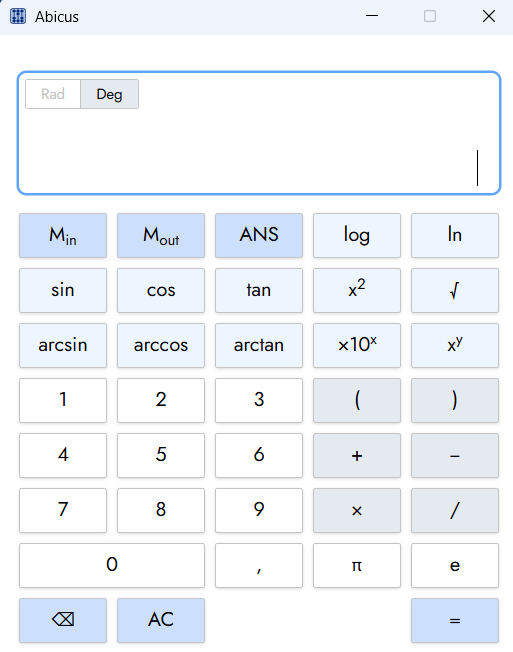 Abicus
Rad Deg
Min Mout ANS log ln
sin cos tan x² √
arcsin arccos arctan ×10ˣ xʸ
1 2 3 ( )
4 5 6 + −
7 8 9 × /
0 , π e
⌫ AC =